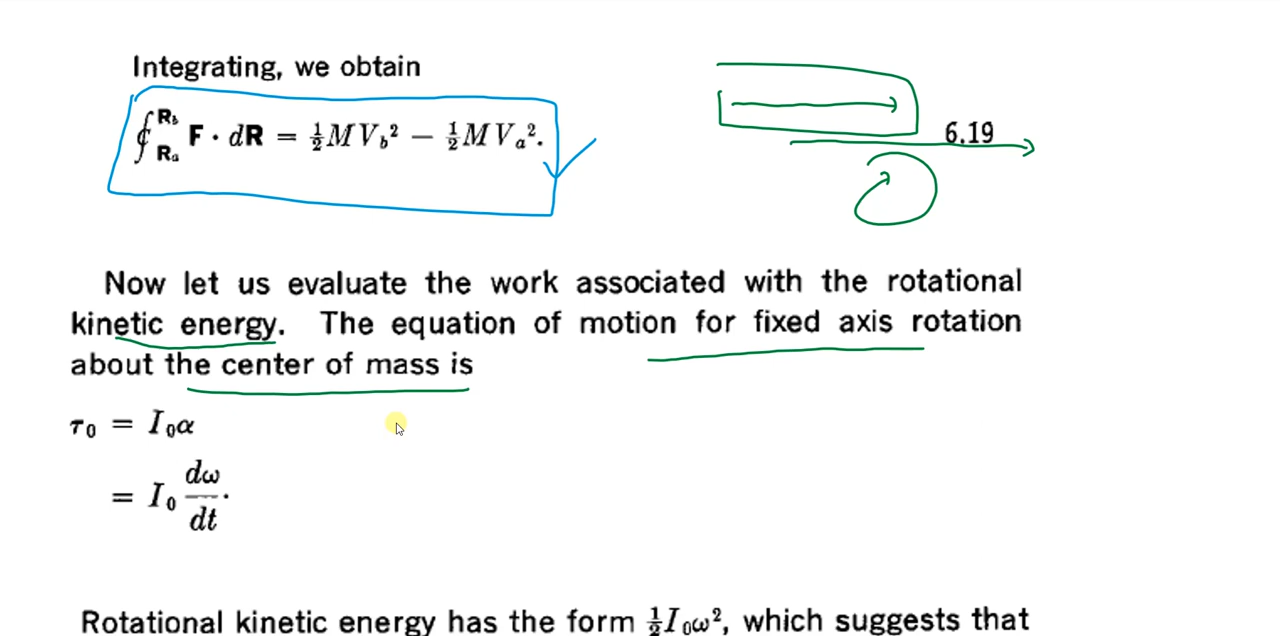 Integrating, we obtain
∮_{R_a}^{R_b} F · dR = ½MV_b² − ½MV_a².
6.19
Now let us evaluate the work associated with the rotational
kinetic energy. The equation of motion for fixed axis rotation
about the center of mass is
τ₀ = I₀α
= I₀ dω/dt.
Rotational kinetic energy has the form ½I₀ω², which suggests that